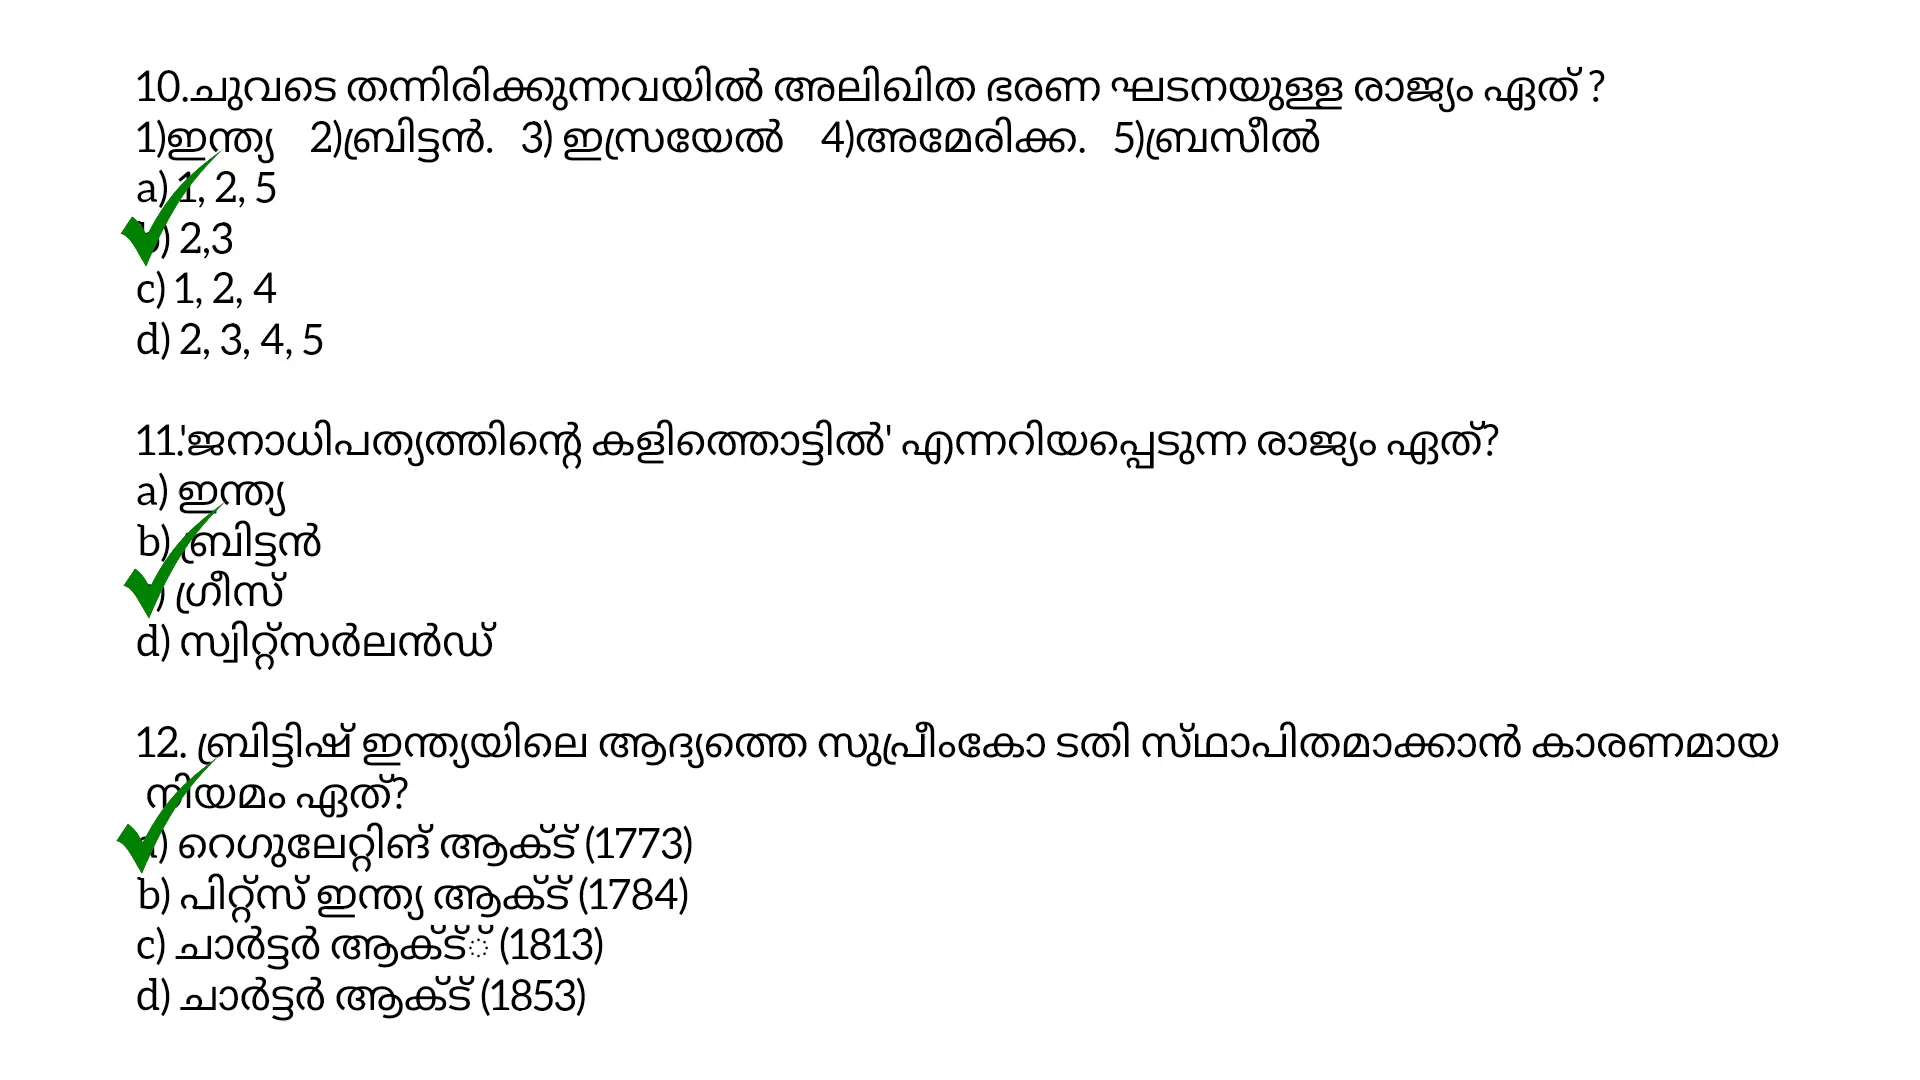 10.ചുവടെ തന്നിരിക്കുന്നവയിൽ അലിഖിത ഭരണ ഘടനയുള്ള രാജ്യം ഏത് ?
1)ഇന്ത്യ 2)ബ്രിട്ടൻ. 3) ഇസ്രയേൽ 4)അമേരിക്ക. 5)ബ്രസീൽ
a) 1, 2, 5
b) 2,3
c) 1, 2, 4
d) 2, 3, 4, 5
11.'ജനാധിപത്യത്തിന്റെ കളിത്തൊട്ടിൽ' എന്നറിയപ്പെടുന്ന രാജ്യം ഏത്?
a) ഇന്ത്യ
b) ബ്രിട്ടൻ
c) ഗ്രീസ്
d) സ്വിറ്റ്സർലൻഡ്
12. ബ്രിട്ടിഷ് ഇന്ത്യയിലെ ആദ്യത്തെ സുപ്രീംകോ ടതി സ്ഥാപിതമാക്കാൻ കാരണമായ
നിയമം ഏത്?
a) റെഗുലേറ്റിങ് ആക്ട് (1773)
b) പിറ്റ്സ് ഇന്ത്യ ആക്ട് (1784)
c) ചാർട്ടർ ആക്ട്് (1813)
d) ചാർട്ടർ ആക്ട് (1853)